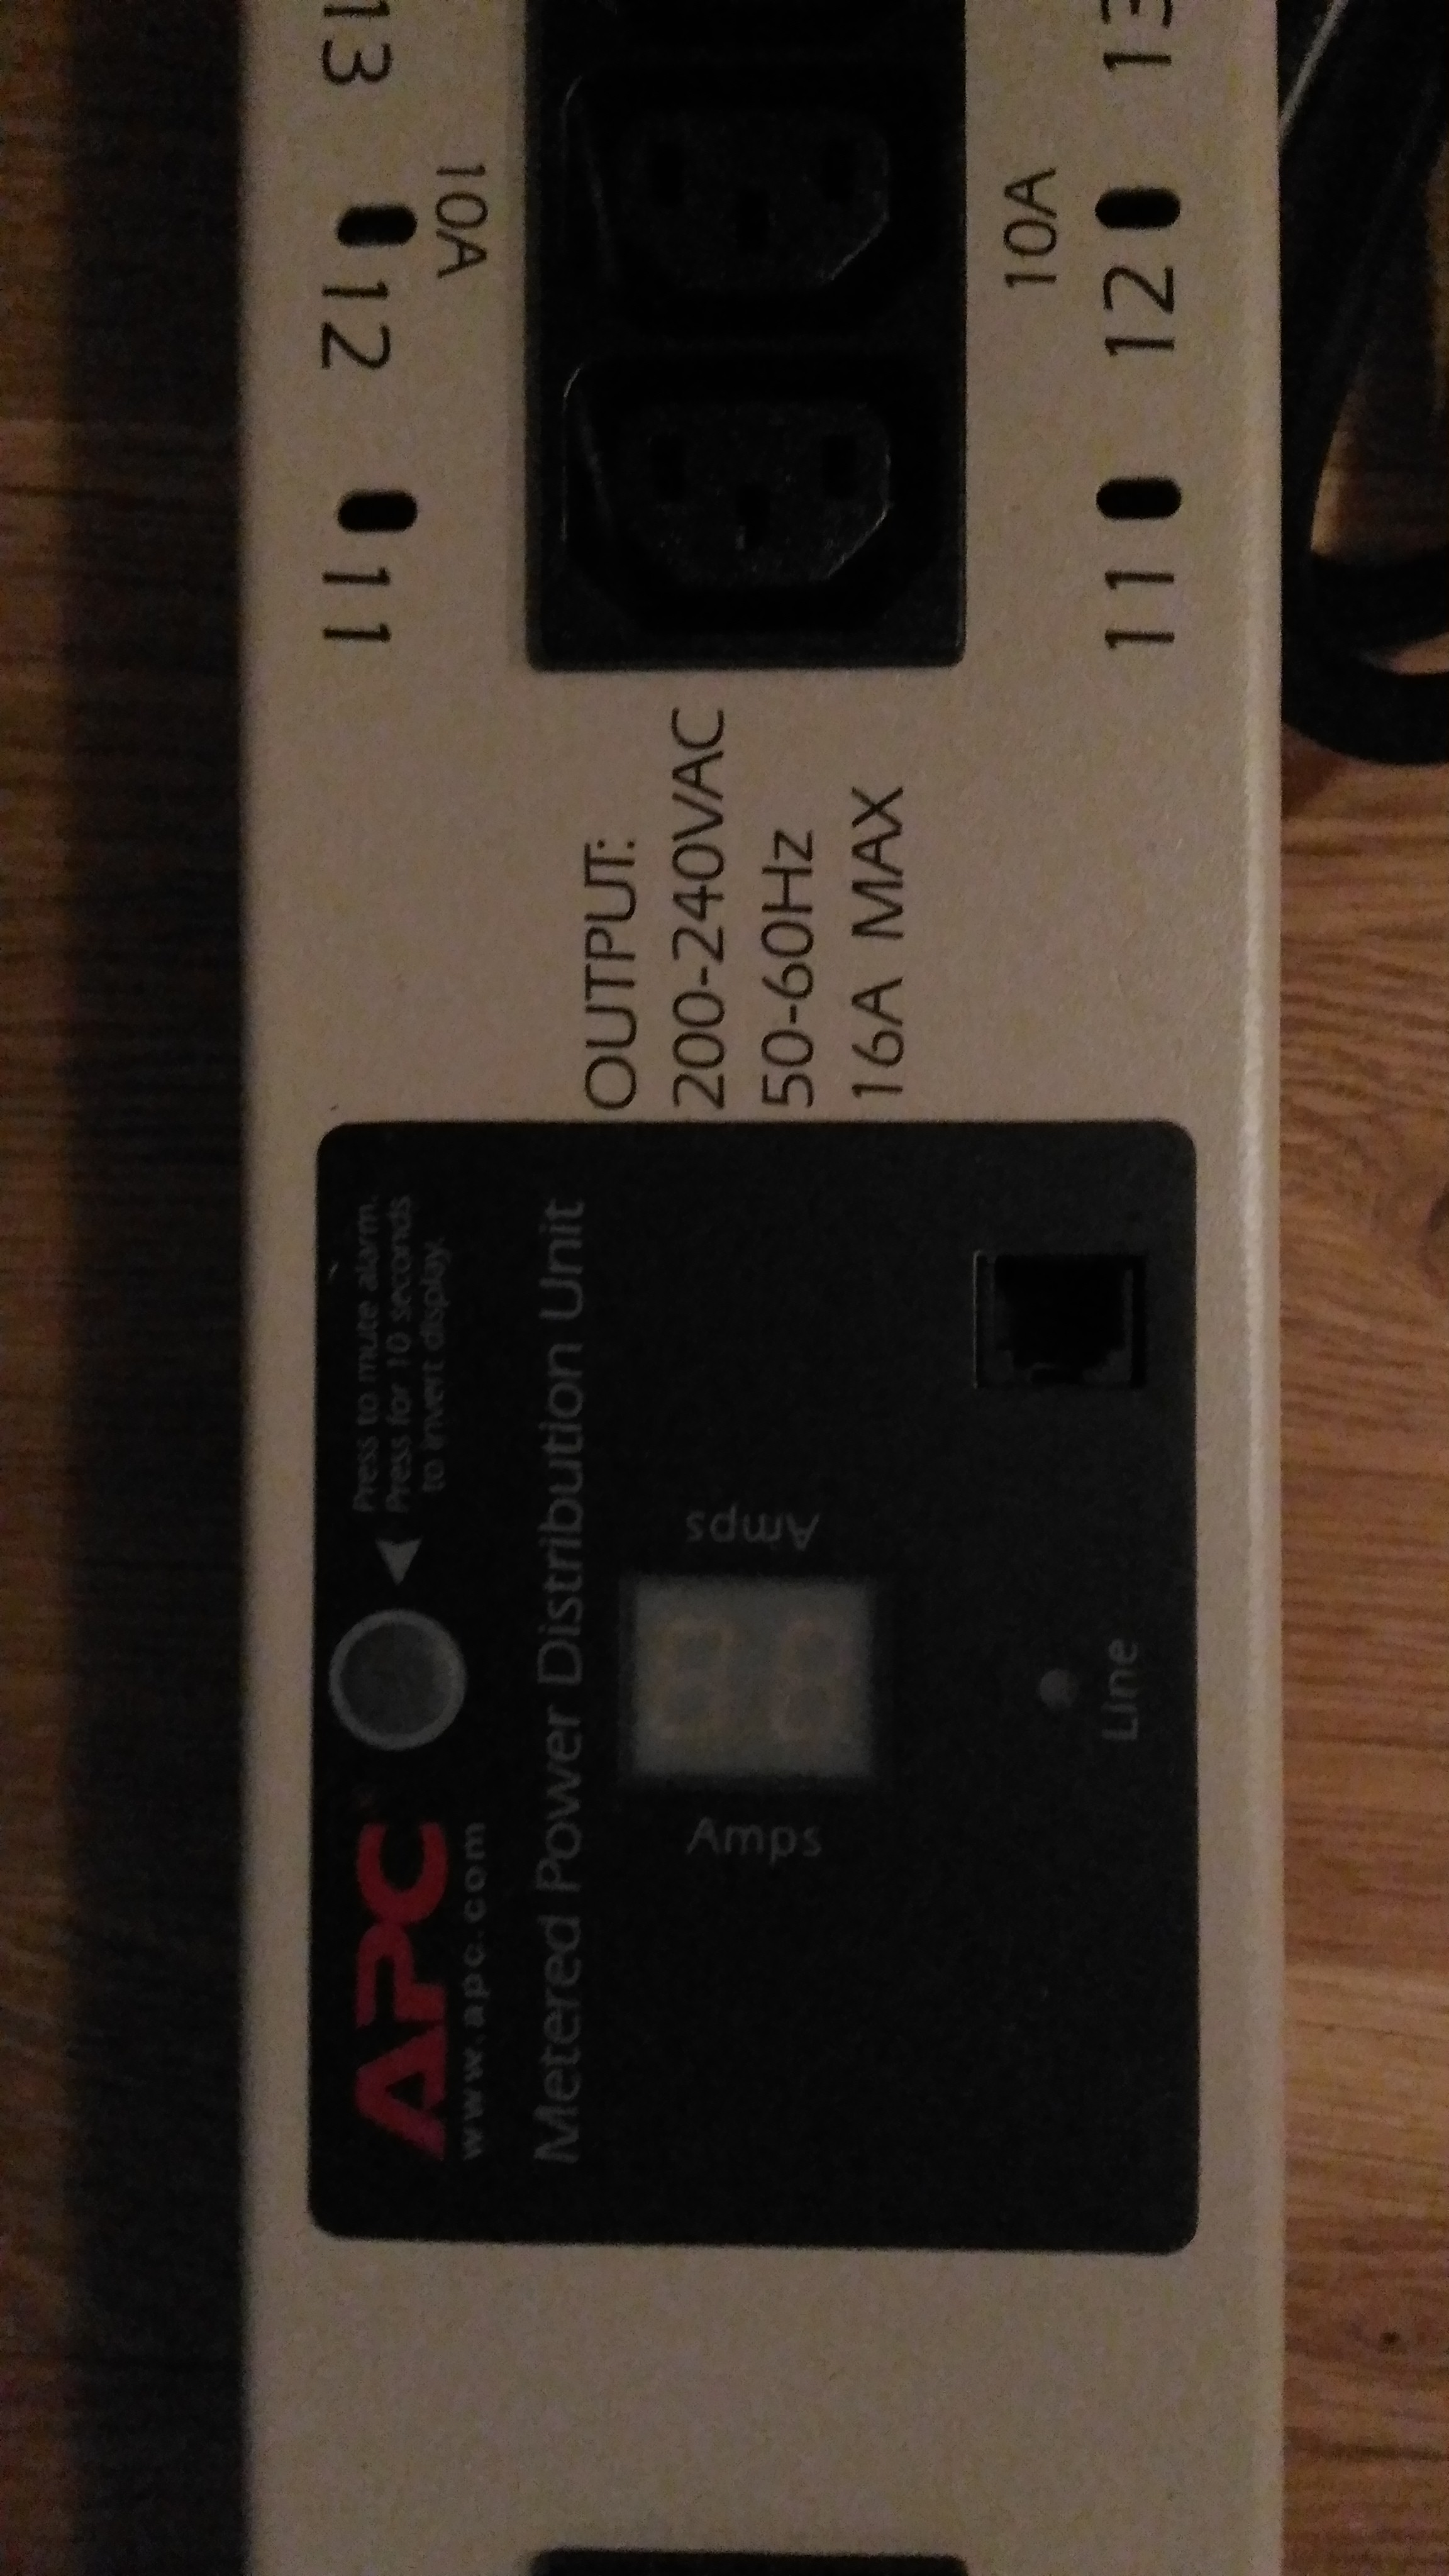 APC
www.apc.com
Press to mute alarm.
Press for 10 seconds
to invert display.
Metered Power Distribution Unit
Amps
Amps
Line
OUTPUT:
200-240VAC
50-60Hz
16A MAX
11
12
13
10A
10A
11
12
13